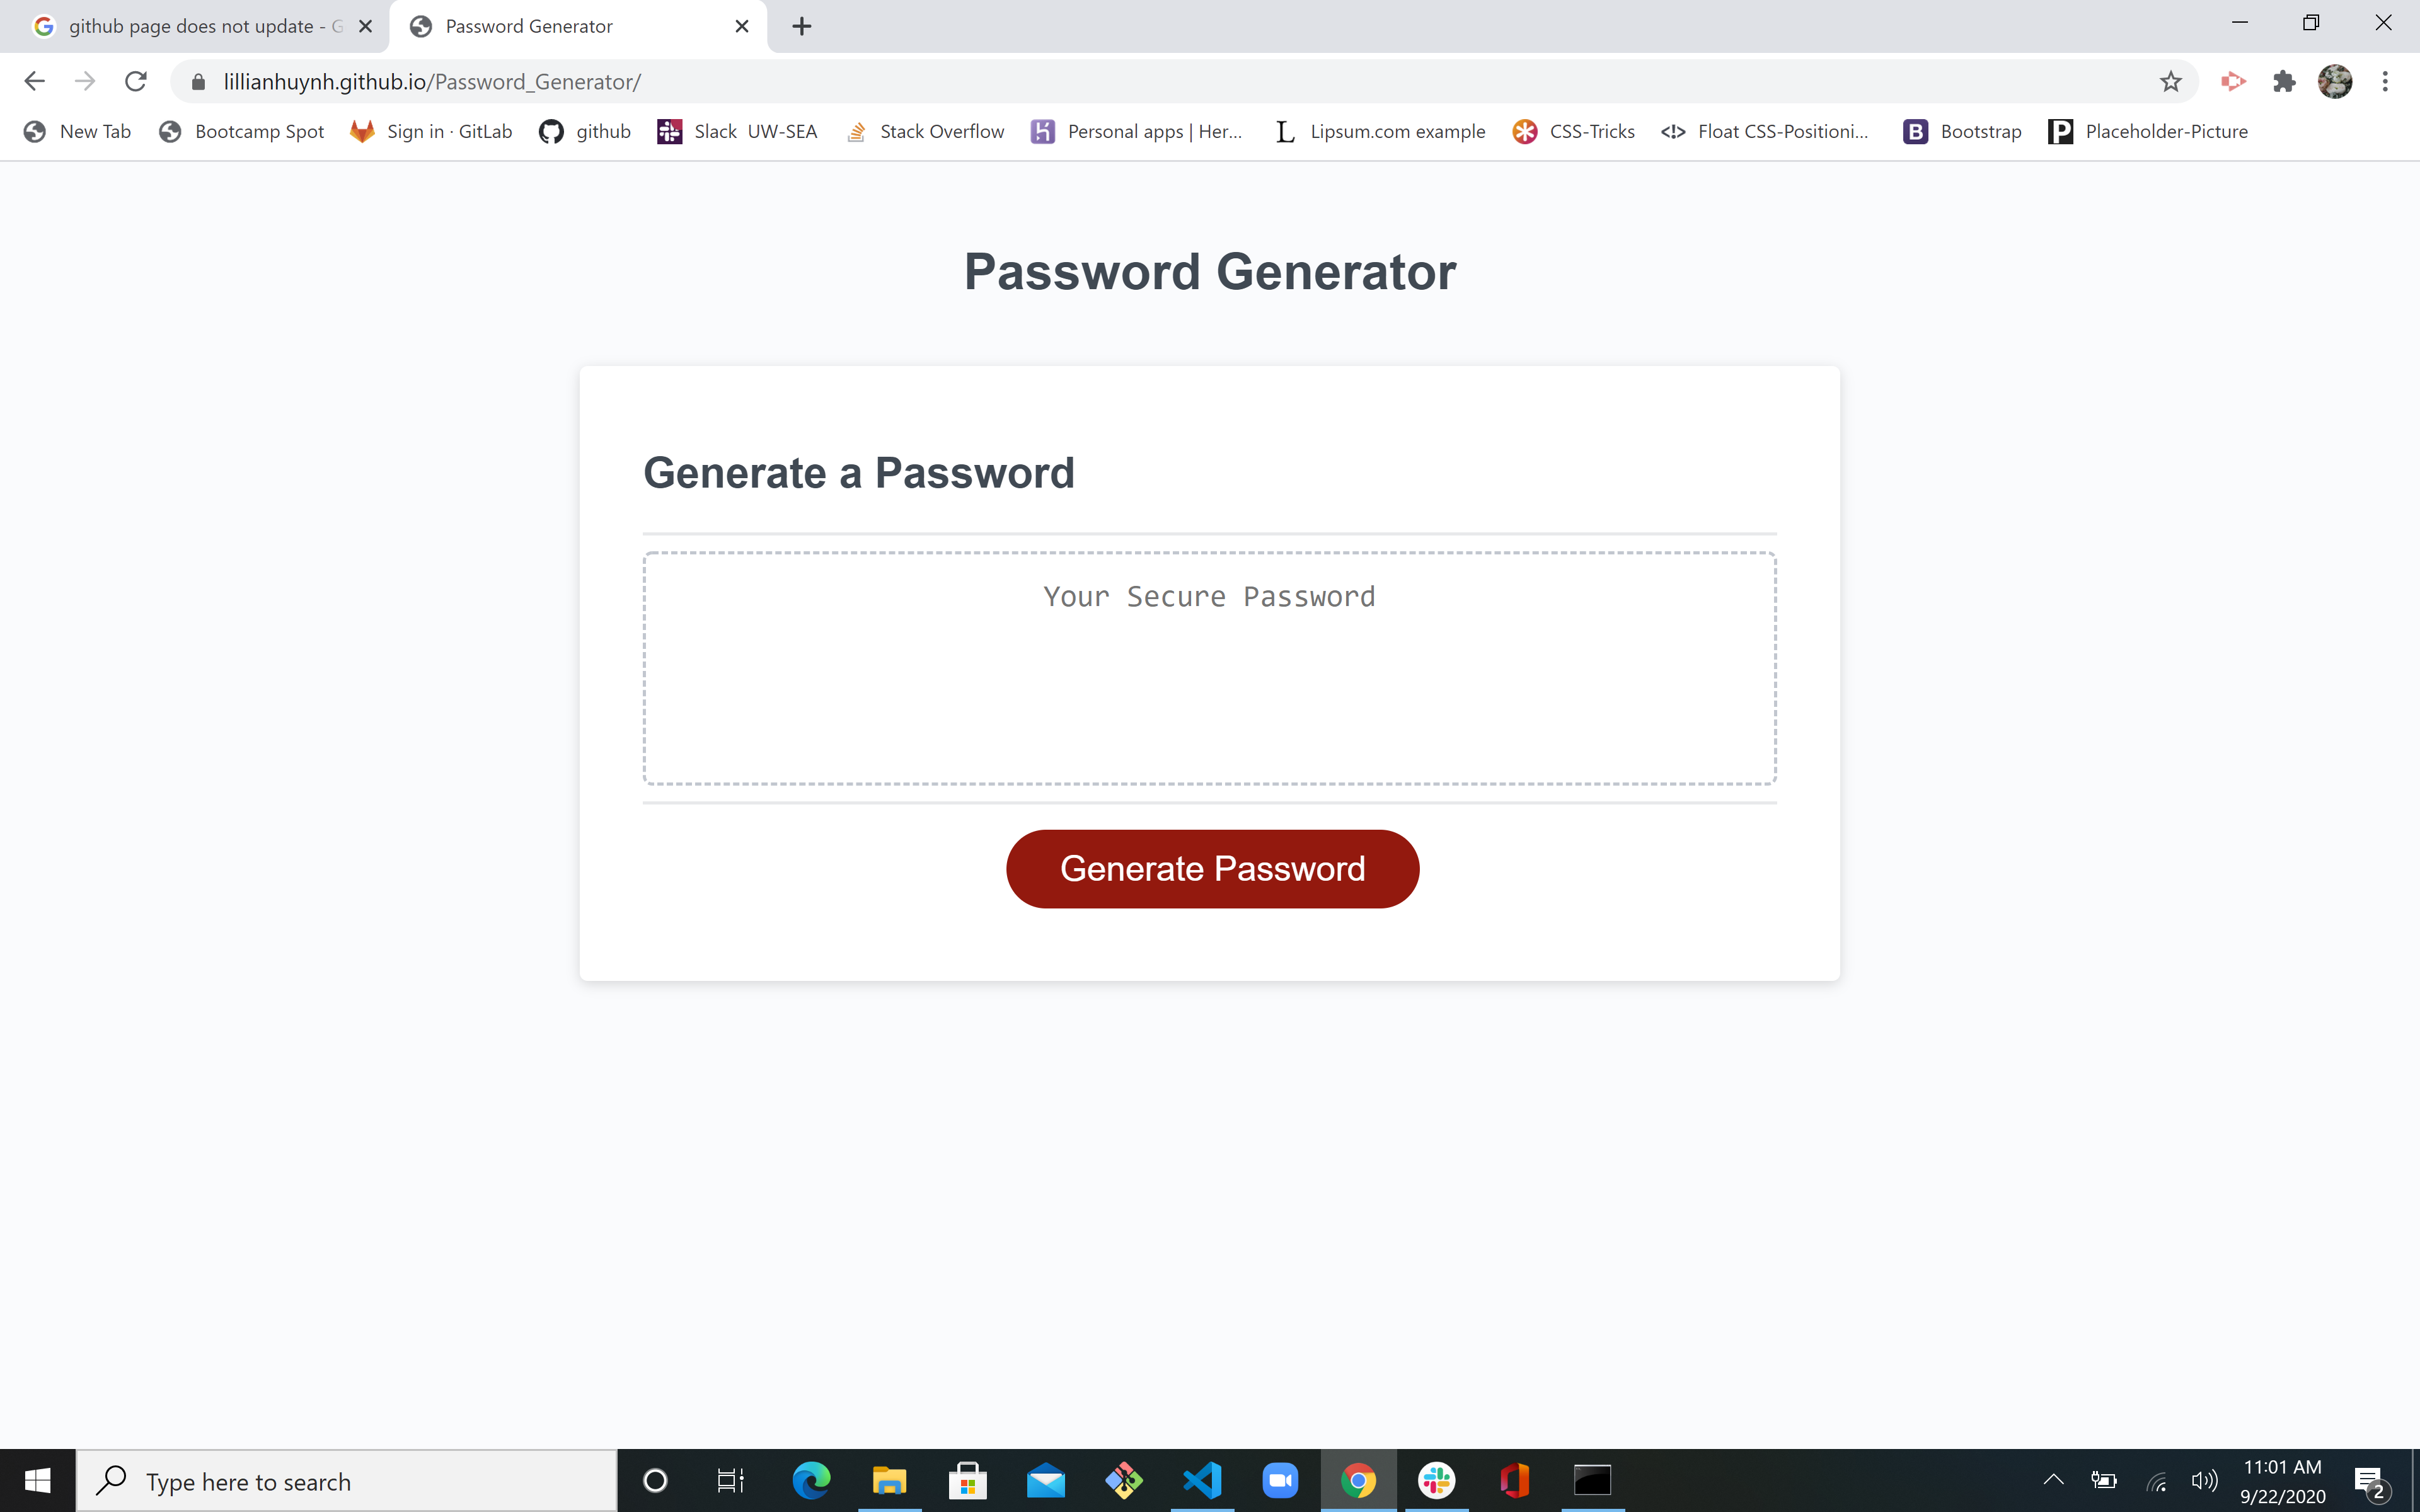 github page does not update - G
Password Generator
lillianhuynh.github.io/Password_Generator/
New Tab
Bootcamp Spot
Sign in · GitLab
github
Slack UW-SEA
Stack Overflow
Personal apps | Her...
Lipsum.com example
CSS-Tricks
Float CSS-Positioni...
Bootstrap
Placeholder-Picture
Password Generator
Generate a Password
Your Secure Password
Generate Password
Type here to search
11:01 AM
9/22/2020
2